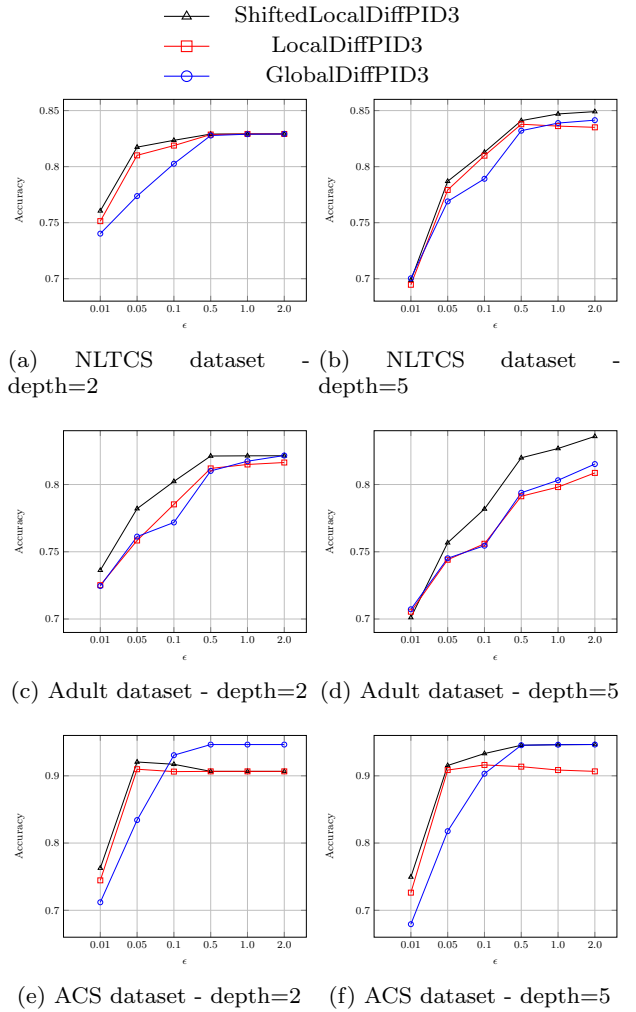 ShiftedLocalDiffPID3
LocalDiffPID3
GlobalDiffPID3
0.85
0.8
0.75
0.7
Accuracy
0.01 0.05 0.1 0.5 1.0 2.0
ϵ
(a) NLTCS dataset -
depth=2
0.85
0.8
0.75
0.7
Accuracy
0.01 0.05 0.1 0.5 1.0 2.0
ϵ
(b) NLTCS dataset -
depth=5
0.8
0.75
0.7
Accuracy
0.01 0.05 0.1 0.5 1.0 2.0
ϵ
(c) Adult dataset - depth=2
0.8
0.75
0.7
Accuracy
0.01 0.05 0.1 0.5 1.0 2.0
ϵ
(d) Adult dataset - depth=5
0.9
0.8
0.7
Accuracy
0.01 0.05 0.1 0.5 1.0 2.0
ϵ
(e) ACS dataset - depth=2
0.9
0.8
0.7
Accuracy
0.01 0.05 0.1 0.5 1.0 2.0
ϵ
(f) ACS dataset - depth=5